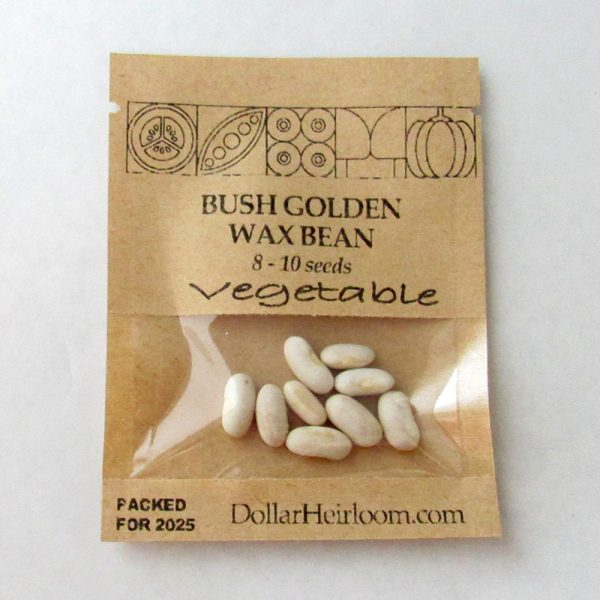 BUSH GOLDEN
WAX BEAN
8 - 10 seeds
vegetable
PACKED
FOR 2025
DollarHeirloom.com